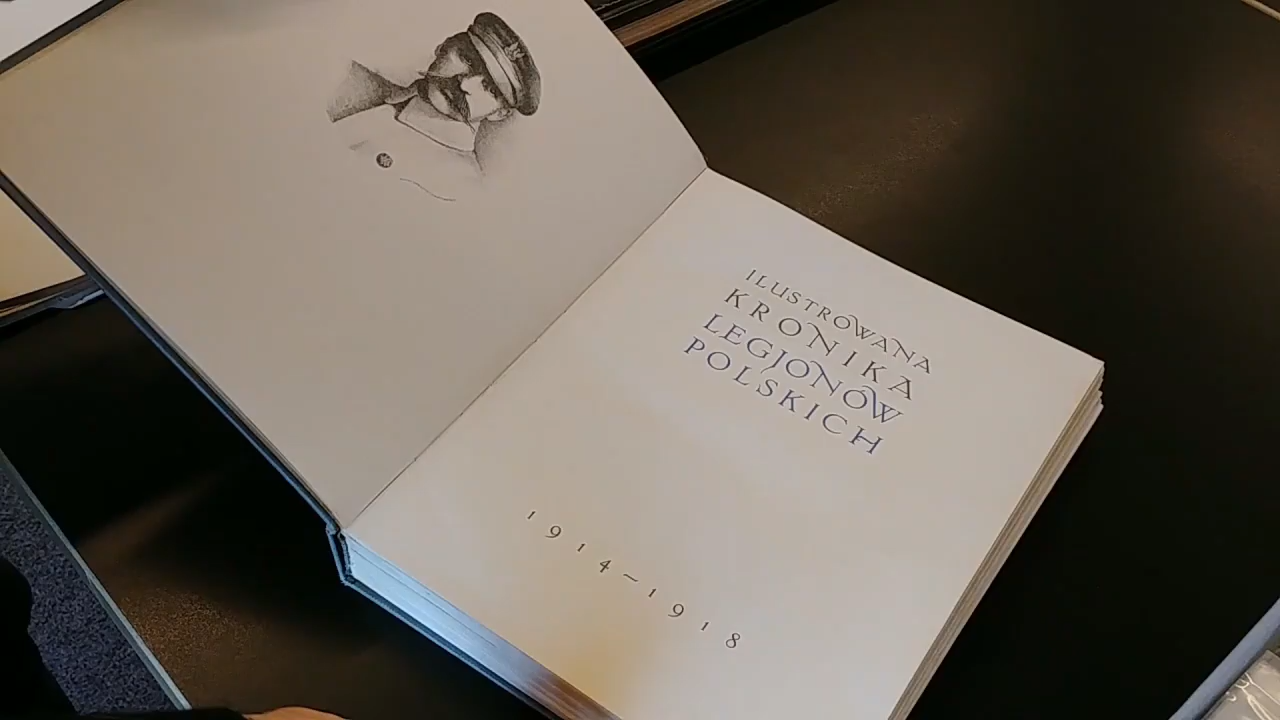 ILUSTROWANA
KRONIKA
LEGJONÓW
POLSKICH
1914–1918